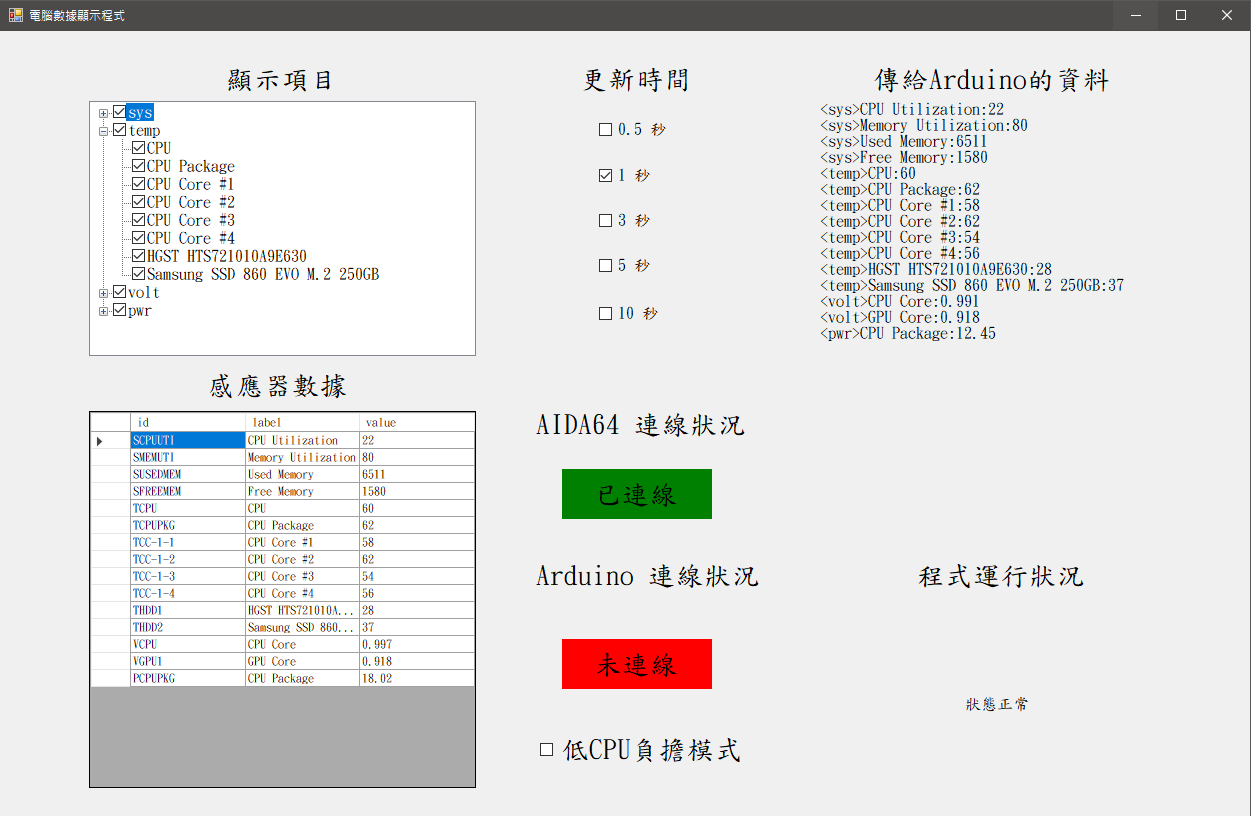 電腦數據顯示程式
顯示項目
sys
temp
CPU
CPU Package
CPU Core #1
CPU Core #2
CPU Core #3
CPU Core #4
HGST HTS721010A9E630
Samsung SSD 860 EVO M.2 250GB
volt
pwr
更新時間
0.5 秒
1 秒
3 秒
5 秒
10 秒
傳給Arduino的資料
<sys>CPU Utilization:22
<sys>Memory Utilization:80
<sys>Used Memory:6511
<sys>Free Memory:1580
<temp>CPU:60
<temp>CPU Package:62
<temp>CPU Core #1:58
<temp>CPU Core #2:62
<temp>CPU Core #3:54
<temp>CPU Core #4:56
<temp>HGST HTS721010A9E630:28
<temp>Samsung SSD 860 EVO M.2 250GB:37
<volt>CPU Core:0.991
<volt>GPU Core:0.918
<pwr>CPU Package:12.45
感應器數據
id label value
SCPUUTI CPU Utilization 22
SMEMUTI Memory Utilization 80
SUSEDMEM Used Memory 6511
SFREEMEM Free Memory 1580
TCPU CPU 60
TCPUPKG CPU Package 62
TCC-1-1 CPU Core #1 58
TCC-1-2 CPU Core #2 62
TCC-1-3 CPU Core #3 54
TCC-1-4 CPU Core #4 56
THDD1 HGST HTS721010A... 28
THDD2 Samsung SSD 860... 37
VCPU CPU Core 0.997
VGPU1 GPU Core 0.918
PCPUPKG CPU Package 18.02
AIDA64 連線狀況
已連線
Arduino 連線狀況
未連線
低CPU負擔模式
程式運行狀況
狀態正常